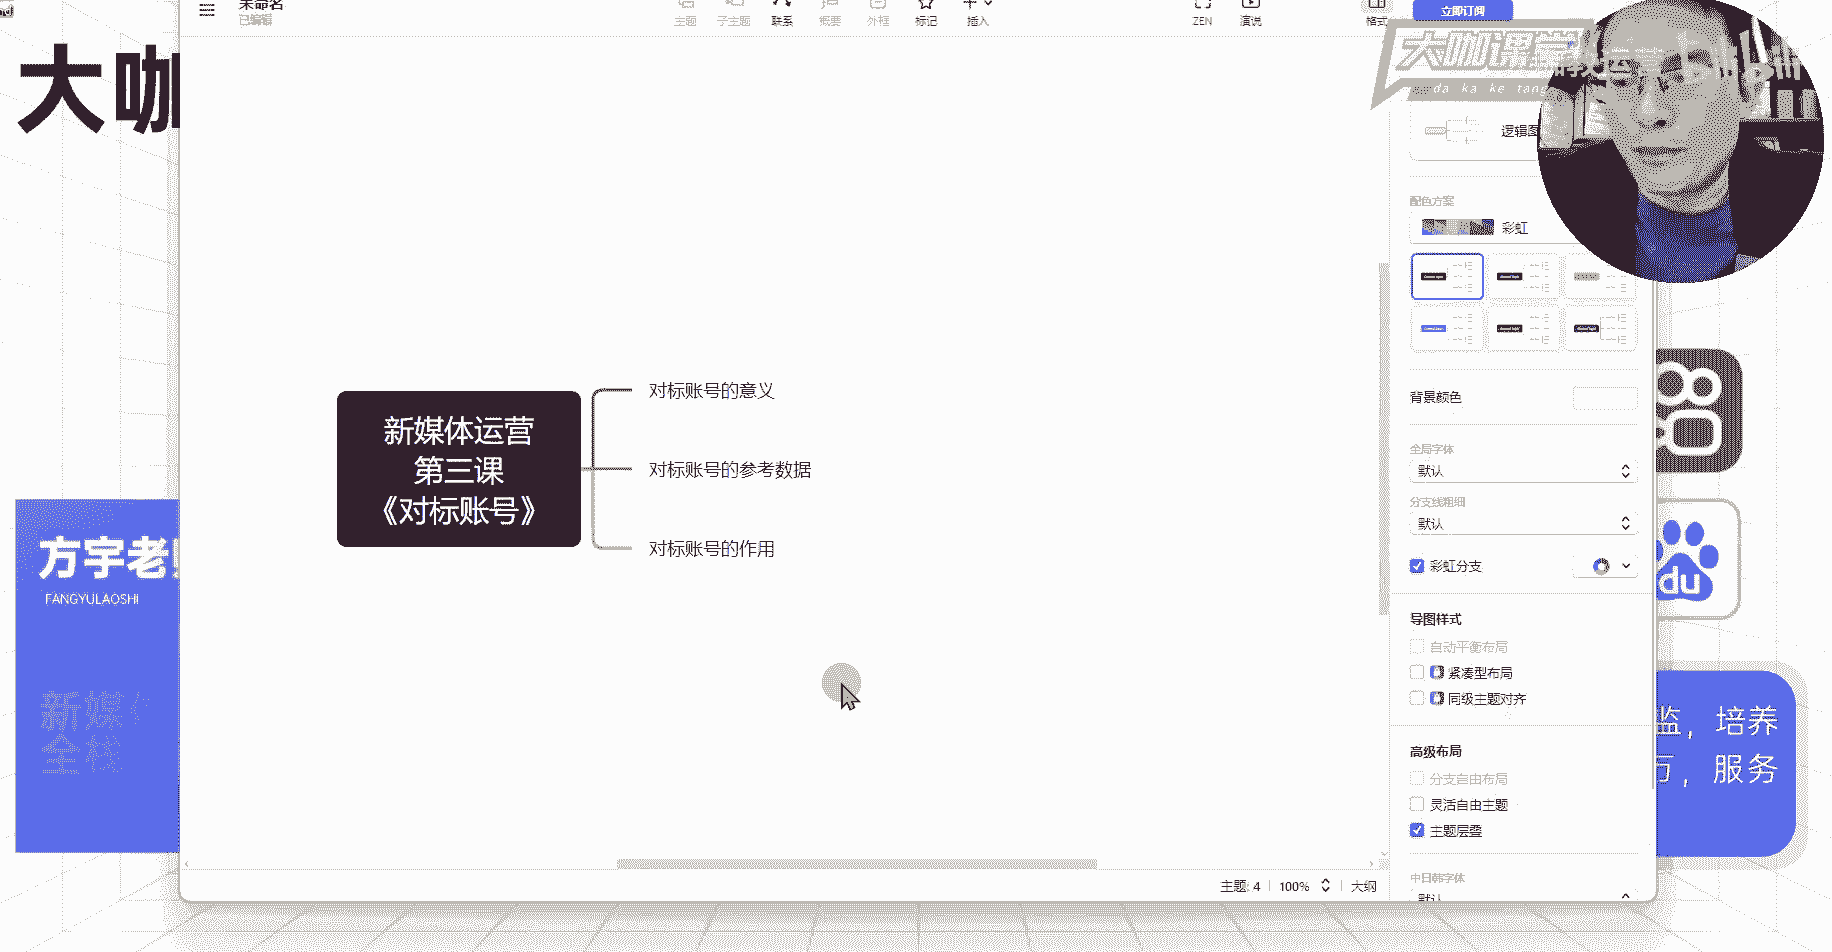 未命名
已编辑
主题
子主题
联系
概要
外框
标记
插入
ZEN
演说
格式
立即订阅
大咖
大咖课堂
da ka ke tang
bilibili
逻辑图
配色方案
彩虹
背景颜色
全局字体
默认
分支线粗细
默认
彩虹分支
导图样式
自动平衡布局
紧凑型布局
同级主题对齐
高级布局
分支自由布局
灵活自由主题
主题层叠
中日韩字体
默认
新媒体运营
第三课
《对标账号》
对标账号的意义
对标账号的参考数据
对标账号的作用
方宇老
FANGYULAOSHI
新媒
全栈
du
，培养
，服务
主题: 4
100%
大纲